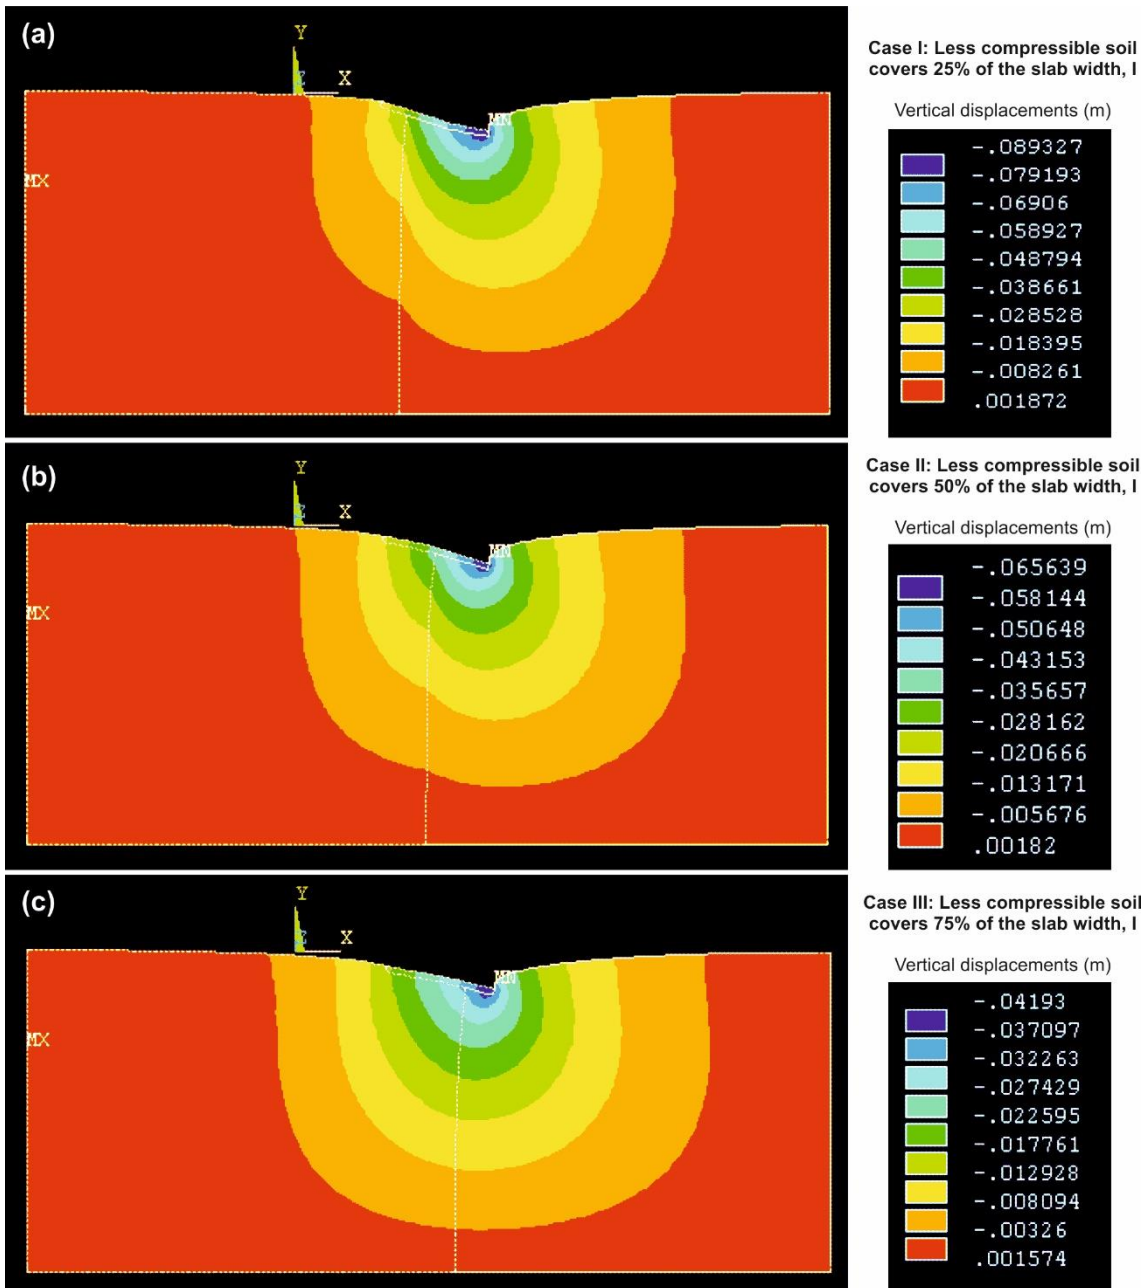 (a)
Y
Z
X
MN
MX
Case I: Less compressible soil
covers 25% of the slab width, l
Vertical displacements (m)
-.089327
-.079193
-.06906
-.058927
-.048794
-.038661
-.028528
-.018395
-.008261
.001872
(b)
Y
Z
X
MN
MX
Case II: Less compressible soil
covers 50% of the slab width, l
Vertical displacements (m)
-.065639
-.058144
-.050648
-.043153
-.035657
-.028162
-.020666
-.013171
-.005676
.00182
(c)
Y
Z
X
MN
MX
Case III: Less compressible soil
covers 75% of the slab width, l
Vertical displacements (m)
-.04193
-.037097
-.032263
-.027429
-.022595
-.017761
-.012928
-.008094
-.00326
.001574